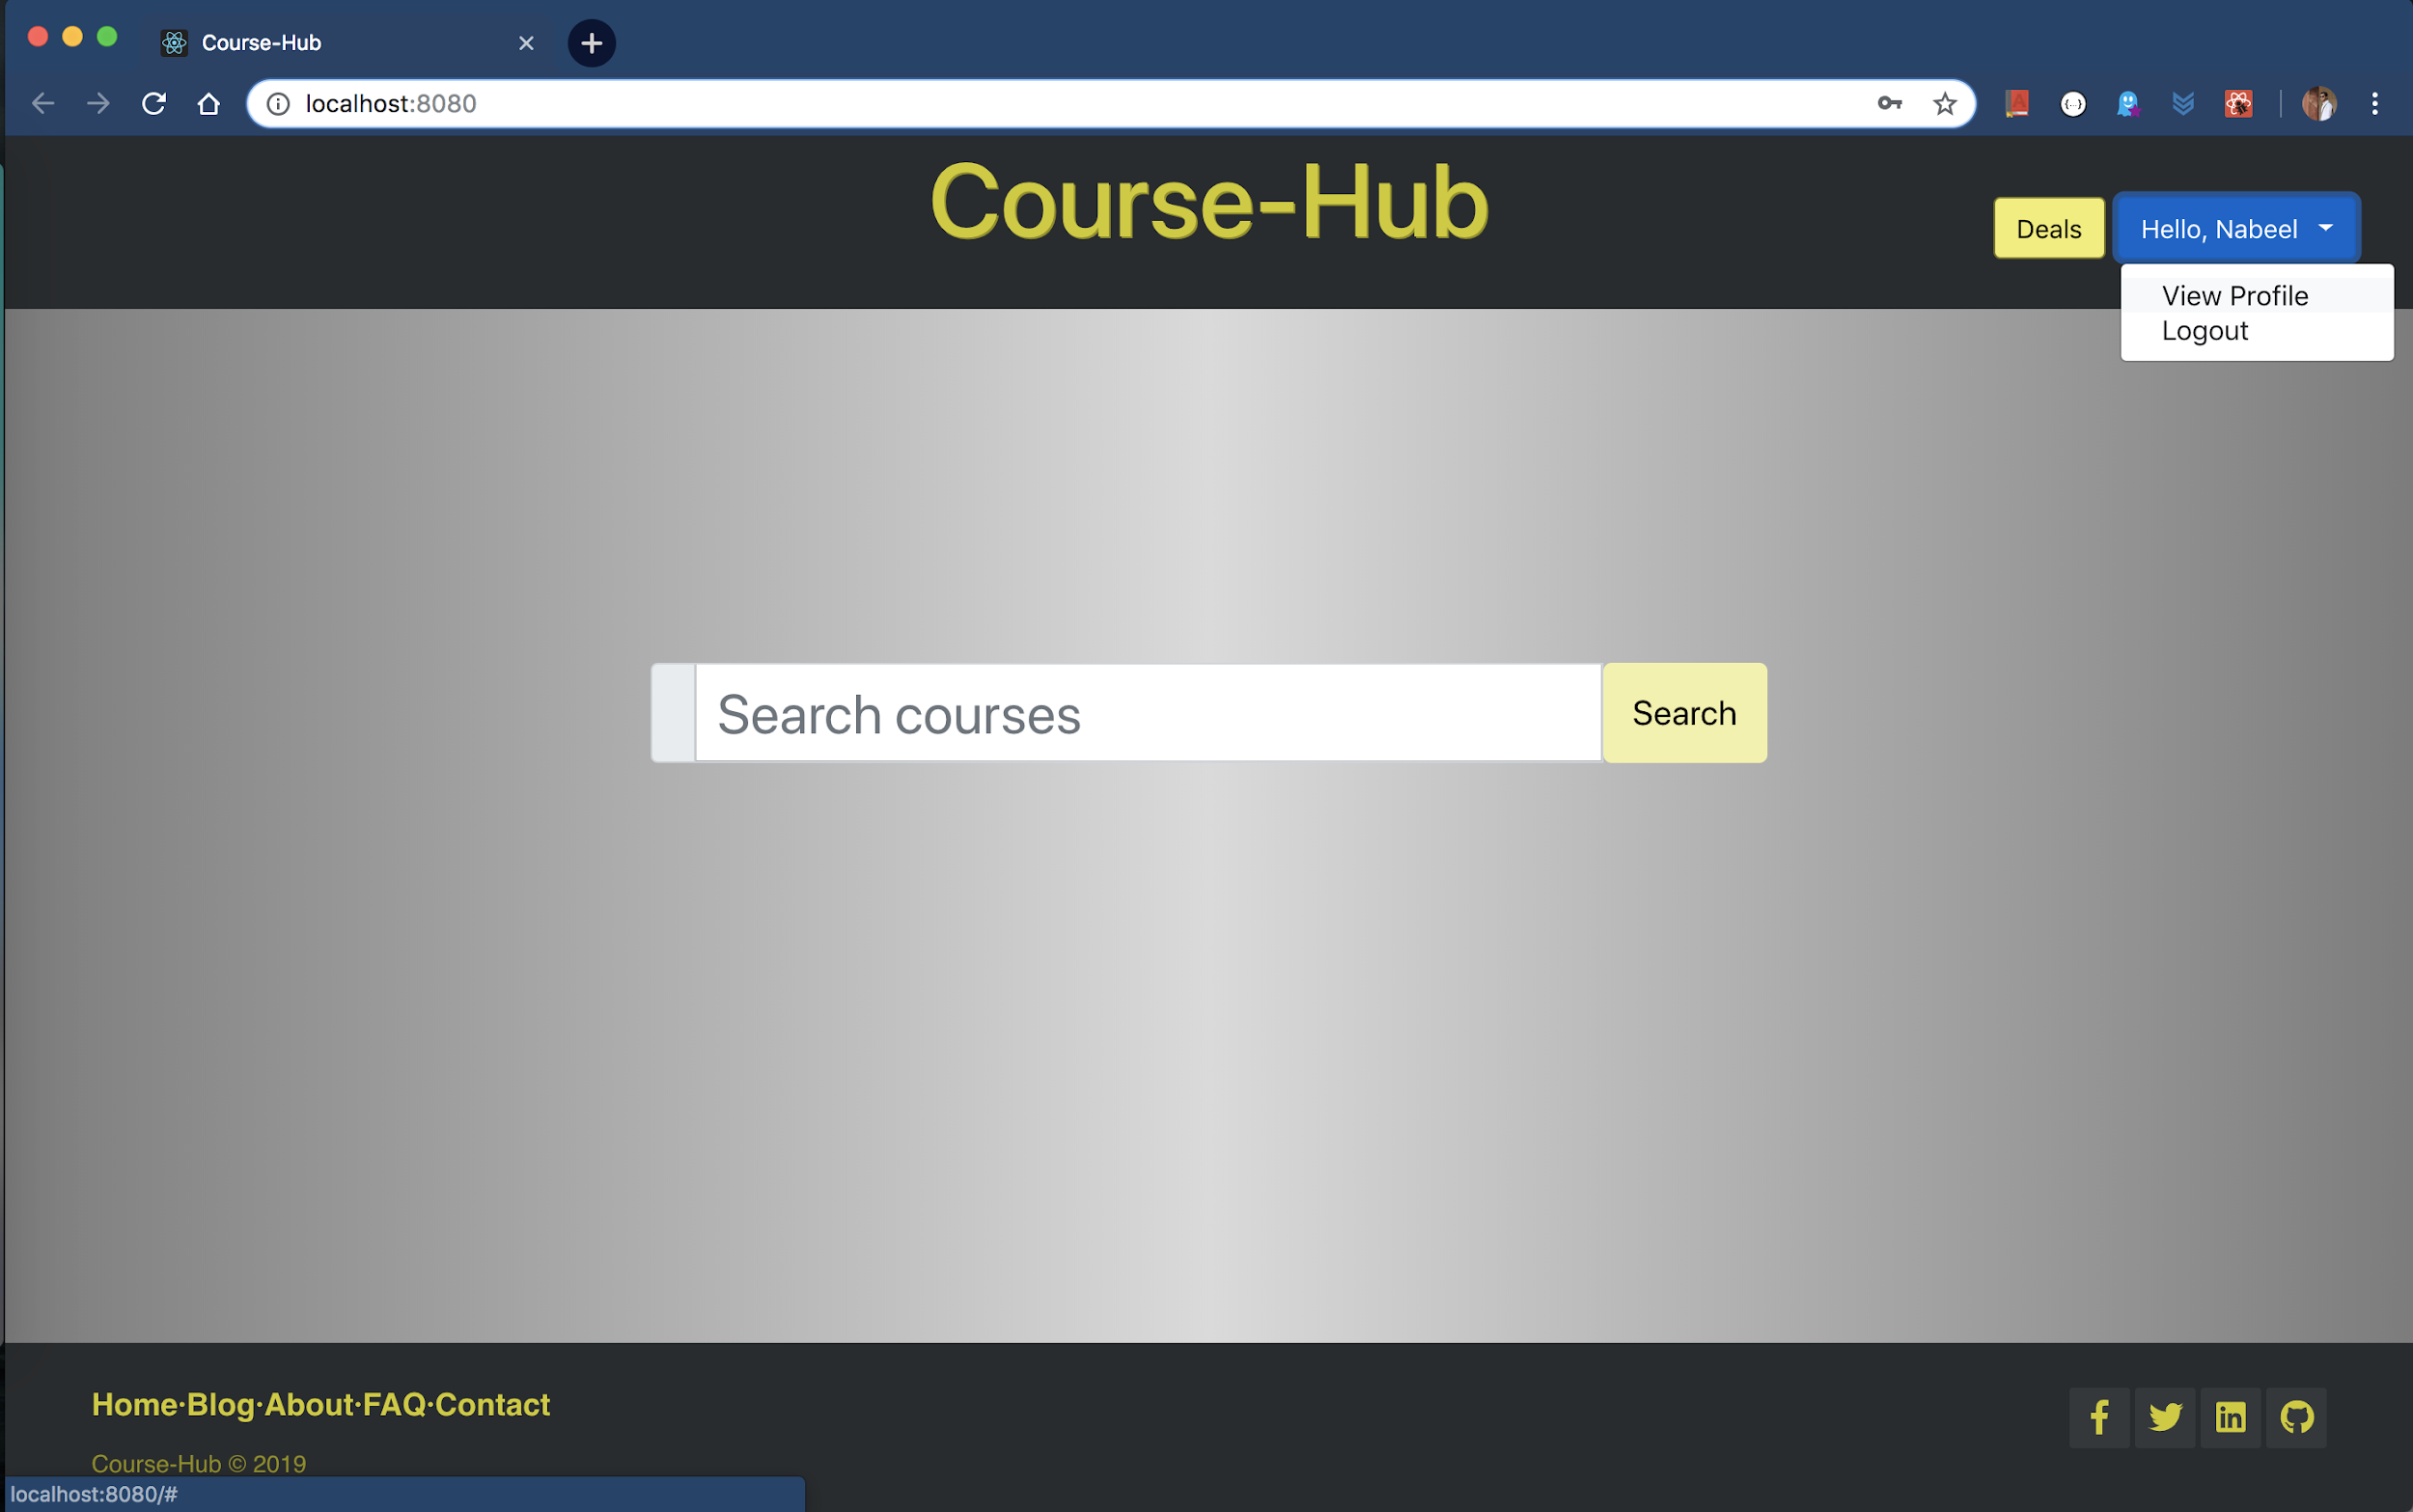 Course-Hub
localhost:8080
Course-Hub
Deals
Hello, Nabeel
View Profile
Logout
Search courses
Search
Home·Blog·About·FAQ·Contact
Course-Hub © 2019
localhost:8080/#